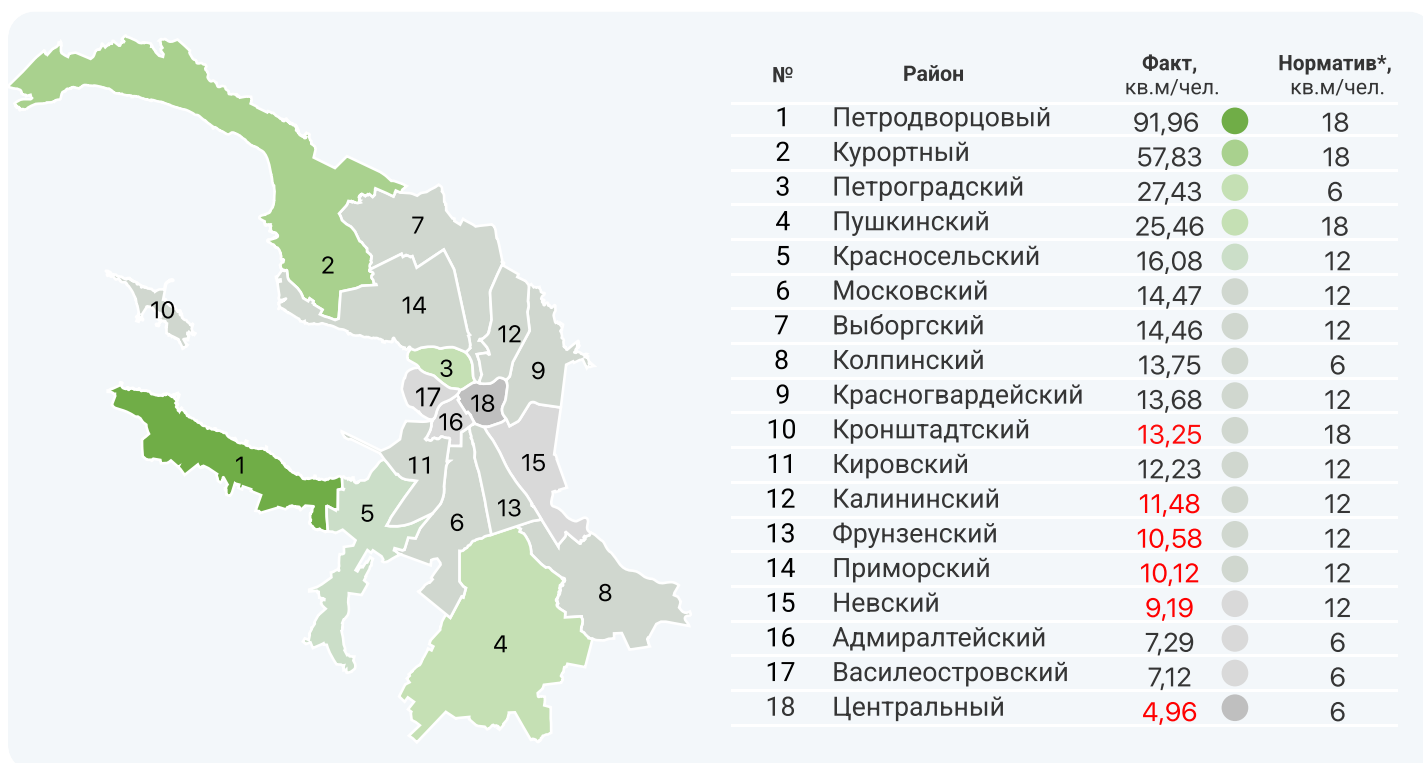 № Район Факт, кв.м/чел. Норматив*, кв.м/чел.
1 Петродворцовый 91,96 18
2 Курортный 57,83 18
3 Петроградский 27,43 6
4 Пушкинский 25,46 18
5 Красносельский 16,08 12
6 Московский 14,47 12
7 Выборгский 14,46 12
8 Колпинский 13,75 6
9 Красногвардейский 13,68 12
10 Кронштадтский 13,25 18
11 Кировский 12,23 12
12 Калининский 11,48 12
13 Фрунзенский 10,58 12
14 Приморский 10,12 12
15 Невский 9,19 12
16 Адмиралтейский 7,29 6
17 Василеостровский 7,12 6
18 Центральный 4,96 6
7
2
14
10
12
3
9
17
18
16
15
11
1
13
5
6
8
4